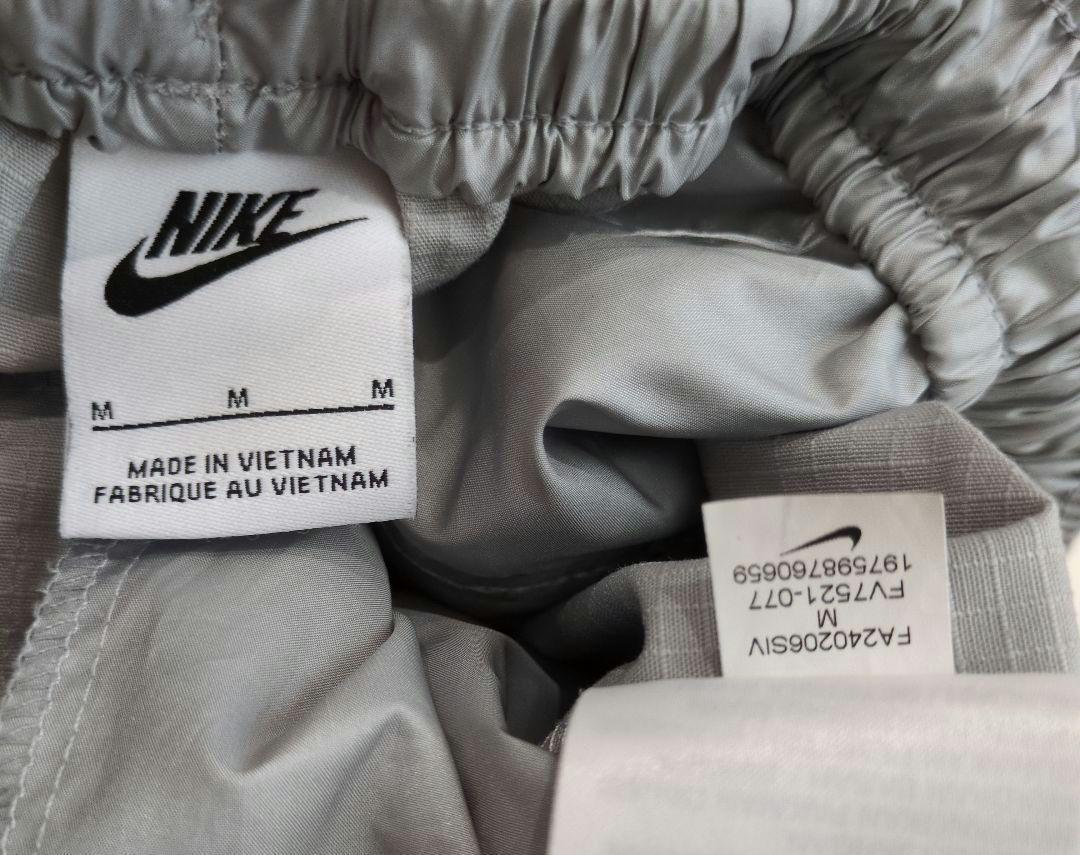 NIKE
M M M
MADE IN VIETNAM
FABRIQUE AU VIETNAM
FA240206SIV
M
FV7521-077
197598760659